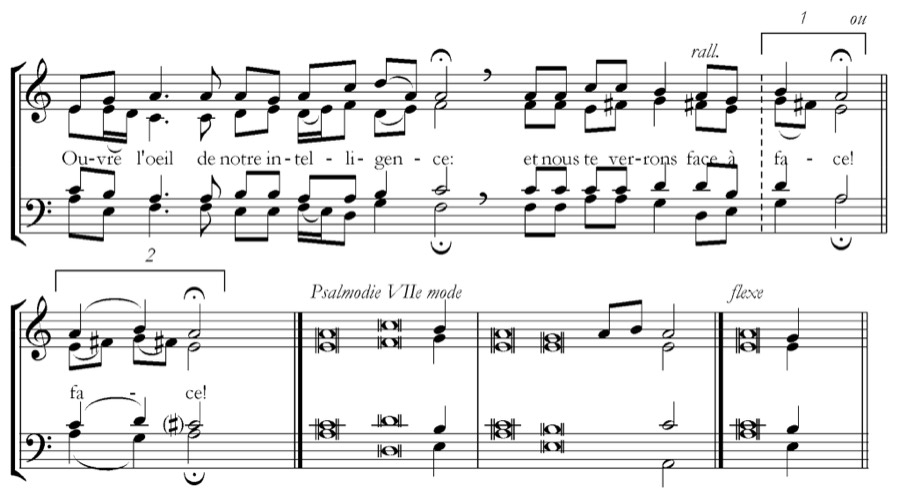 1 ou
rall.
Ou-vre l'oeil de notre in-tel-li-gen-ce: et nous te ver-rons face à fa-ce!
2
Psalmodie VIIe mode flexe
fa-ce!